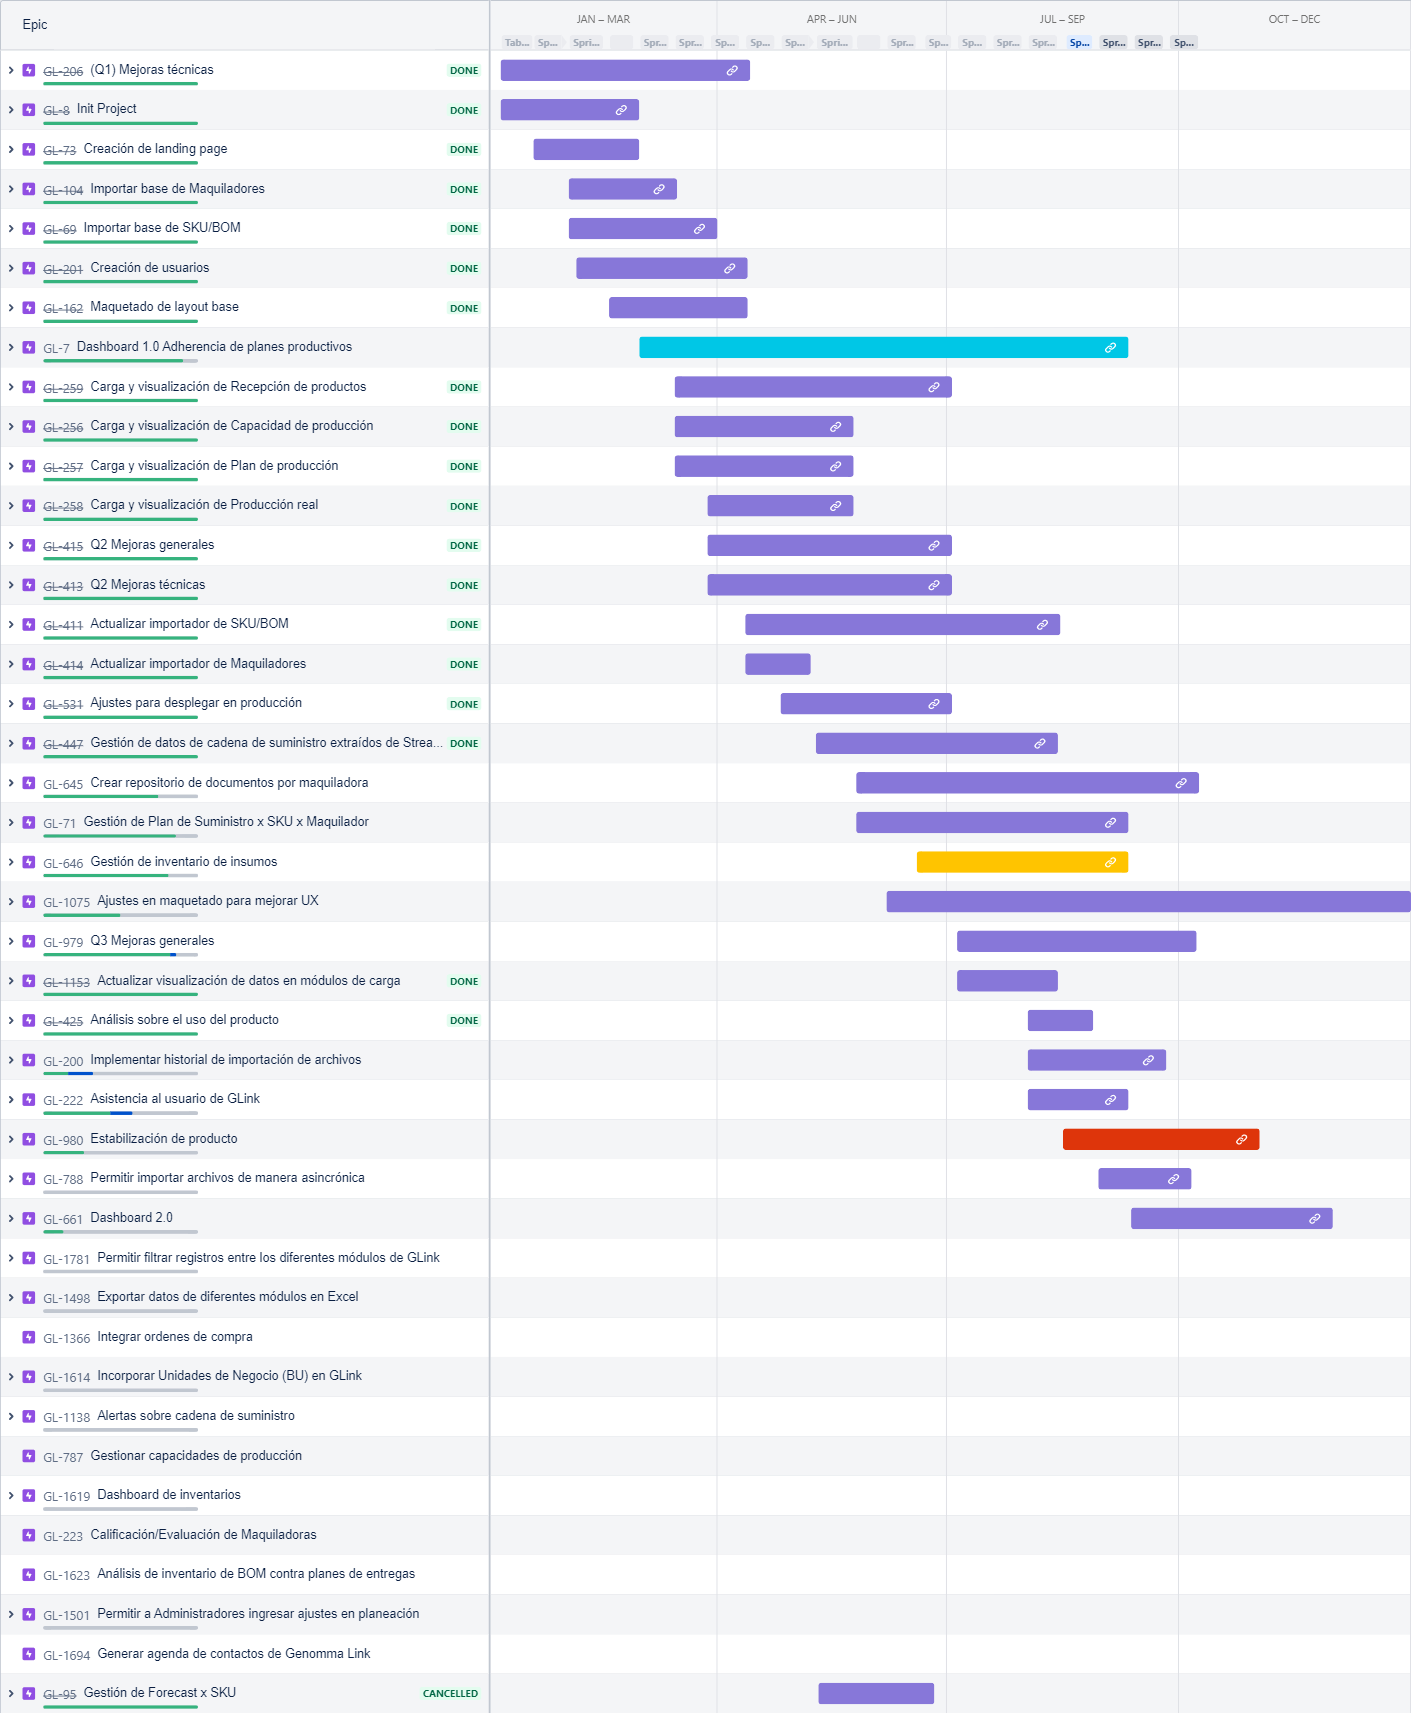 Epic
JAN – MAR APR – JUN JUL – SEP OCT – DEC
Tab... Sp... Spri... Spr... Spr... Sp... Sp... Sp... Spri... Spr... Sp... Sp... Spr... Spr... Sp... Spr... Spr... Sp...
GL-206 (Q1) Mejoras técnicas DONE
GL-8 Init Project DONE
GL-73 Creación de landing page DONE
GL-104 Importar base de Maquiladores DONE
GL-69 Importar base de SKU/BOM DONE
GL-201 Creación de usuarios DONE
GL-162 Maquetado de layout base DONE
GL-7 Dashboard 1.0 Adherencia de planes productivos
GL-259 Carga y visualización de Recepción de productos DONE
GL-256 Carga y visualización de Capacidad de producción DONE
GL-257 Carga y visualización de Plan de producción DONE
GL-258 Carga y visualización de Producción real DONE
GL-415 Q2 Mejoras generales DONE
GL-413 Q2 Mejoras técnicas DONE
GL-411 Actualizar importador de SKU/BOM DONE
GL-414 Actualizar importador de Maquiladores DONE
GL-531 Ajustes para desplegar en producción DONE
GL-447 Gestión de datos de cadena de suministro extraídos de Strea... DONE
GL-645 Crear repositorio de documentos por maquiladora
GL-71 Gestión de Plan de Suministro x SKU x Maquilador
GL-646 Gestión de inventario de insumos
GL-1075 Ajustes en maquetado para mejorar UX
GL-979 Q3 Mejoras generales
GL-1153 Actualizar visualización de datos en módulos de carga DONE
GL-425 Análisis sobre el uso del producto DONE
GL-200 Implementar historial de importación de archivos
GL-222 Asistencia al usuario de GLink
GL-980 Estabilización de producto
GL-788 Permitir importar archivos de manera asincrónica
GL-661 Dashboard 2.0
GL-1781 Permitir filtrar registros entre los diferentes módulos de GLink
GL-1498 Exportar datos de diferentes módulos en Excel
GL-1366 Integrar ordenes de compra
GL-1614 Incorporar Unidades de Negocio (BU) en GLink
GL-1138 Alertas sobre cadena de suministro
GL-787 Gestionar capacidades de producción
GL-1619 Dashboard de inventarios
GL-223 Calificación/Evaluación de Maquiladoras
GL-1623 Análisis de inventario de BOM contra planes de entregas
GL-1501 Permitir a Administradores ingresar ajustes en planeación
GL-1694 Generar agenda de contactos de Genomma Link
GL-95 Gestión de Forecast x SKU CANCELLED